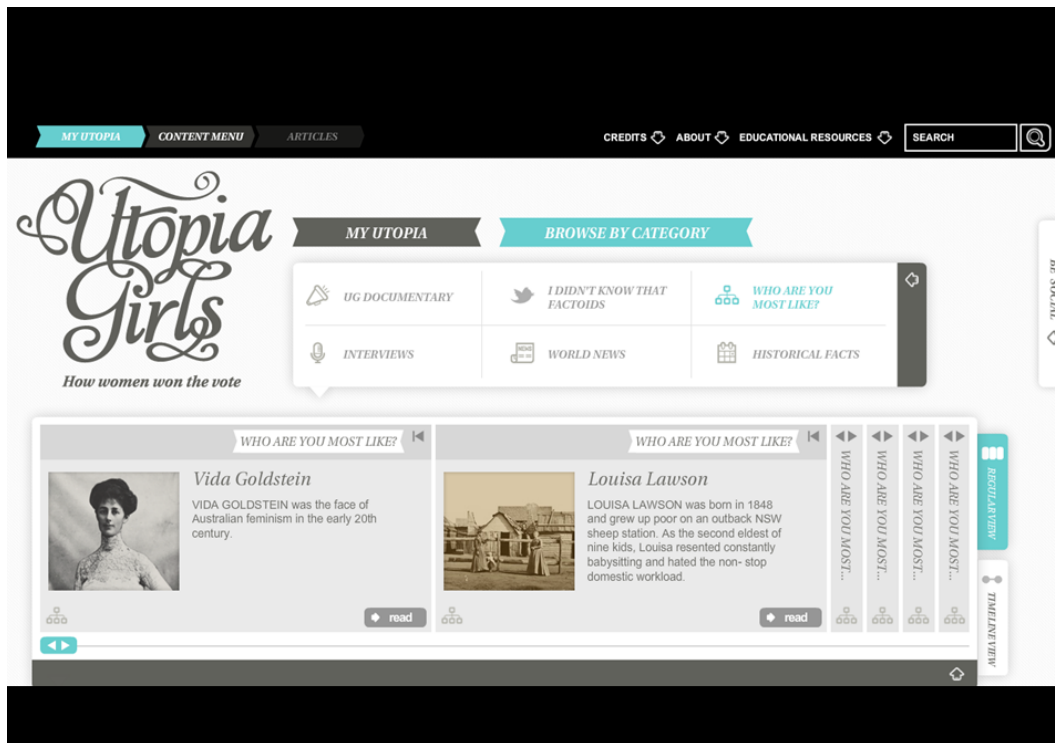 MY UTOPIA
CONTENT MENU
ARTICLES
CREDITS
ABOUT
EDUCATIONAL RESOURCES
SEARCH
Utopia
Girls
How women won the vote
MY UTOPIA
BROWSE BY CATEGORY
UG DOCUMENTARY
I DIDN'T KNOW THAT
FACTOIDS
WHO ARE YOU
MOST LIKE?
INTERVIEWS
NEWS
WORLD NEWS
HISTORICAL FACTS
BE SOCIAL
WHO ARE YOU MOST LIKE?
Vida Goldstein
VIDA GOLDSTEIN was the face of
Australian feminism in the early 20th
century.
read
WHO ARE YOU MOST LIKE?
Louisa Lawson
LOUISA LAWSON was born in 1848
and grew up poor on an outback NSW
sheep station. As the second eldest of
nine kids, Louisa resented constantly
babysitting and hated the non- stop
domestic workload.
read
WHO ARE YOU MOST...
WHO ARE YOU MOST...
WHO ARE YOU MOST...
WHO ARE YOU MOST...
REGULAR VIEW
TIMELINE VIEW